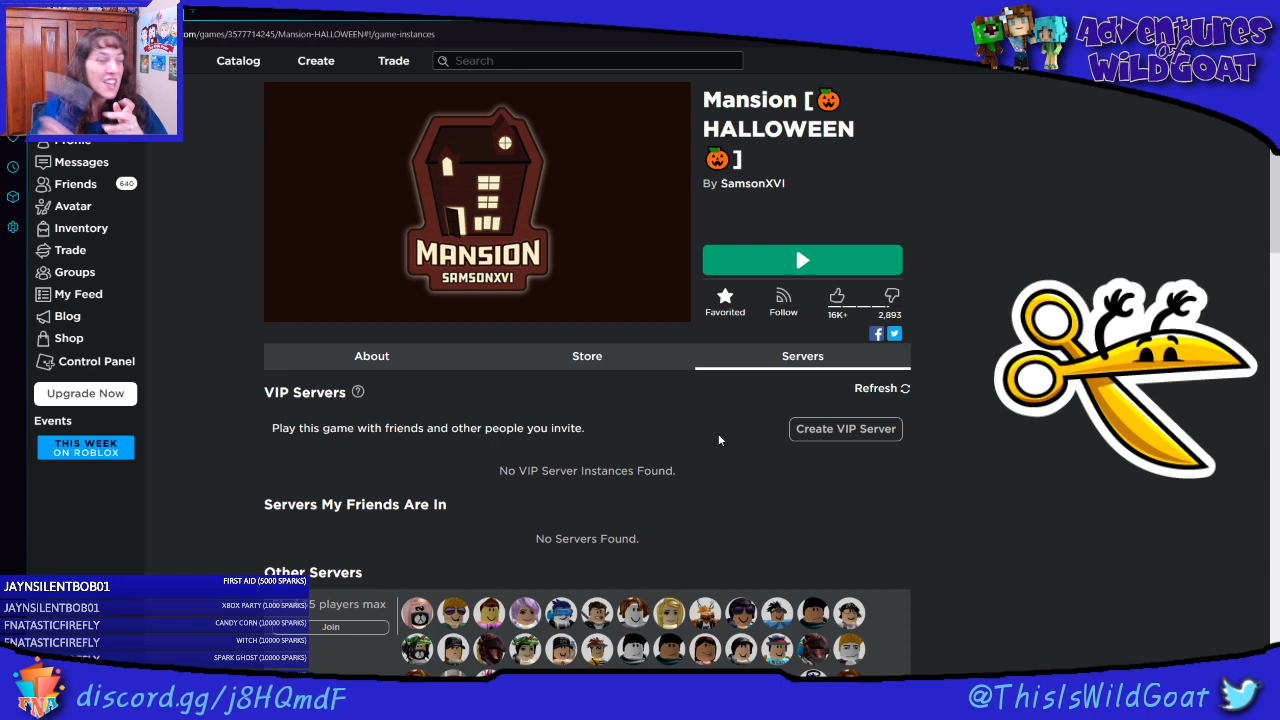 om/games/3577714245/Mansion-HALLOWEEN#!/game-instances
Adventures
of
WildGoat
Catalog
Create
Trade
Search
Profile
Messages
Friends
640
Avatar
Inventory
Trade
Groups
My Feed
Blog
Shop
Control Panel
Upgrade Now
Events
THIS WEEK
ON ROBLOX
MANSION
SAMSONXVI
Mansion [🎃
HALLOWEEN
🎃]
By SamsonXVI
Favorited
Follow
16K+
2,893
About
Store
Servers
VIP Servers
Refresh
Play this game with friends and other people you invite.
Create VIP Server
No VIP Server Instances Found.
Servers My Friends Are In
No Servers Found.
Other Servers
5 players max
Join
JAYNSILENTBOB01 FIRST AID (5000 SPARKS)
JAYNSILENTBOB01 XBOX PARTY (1000 SPARKS)
FNATASTICFIREFLY CANDY CORN (1000 SPARKS)
FNATASTICFIREFLY WITCH (10000 SPARKS)
SPARK GHOST (10000 SPARKS)
FNA
discord.gg/j8HQmdF
@ThisIsWildGoat